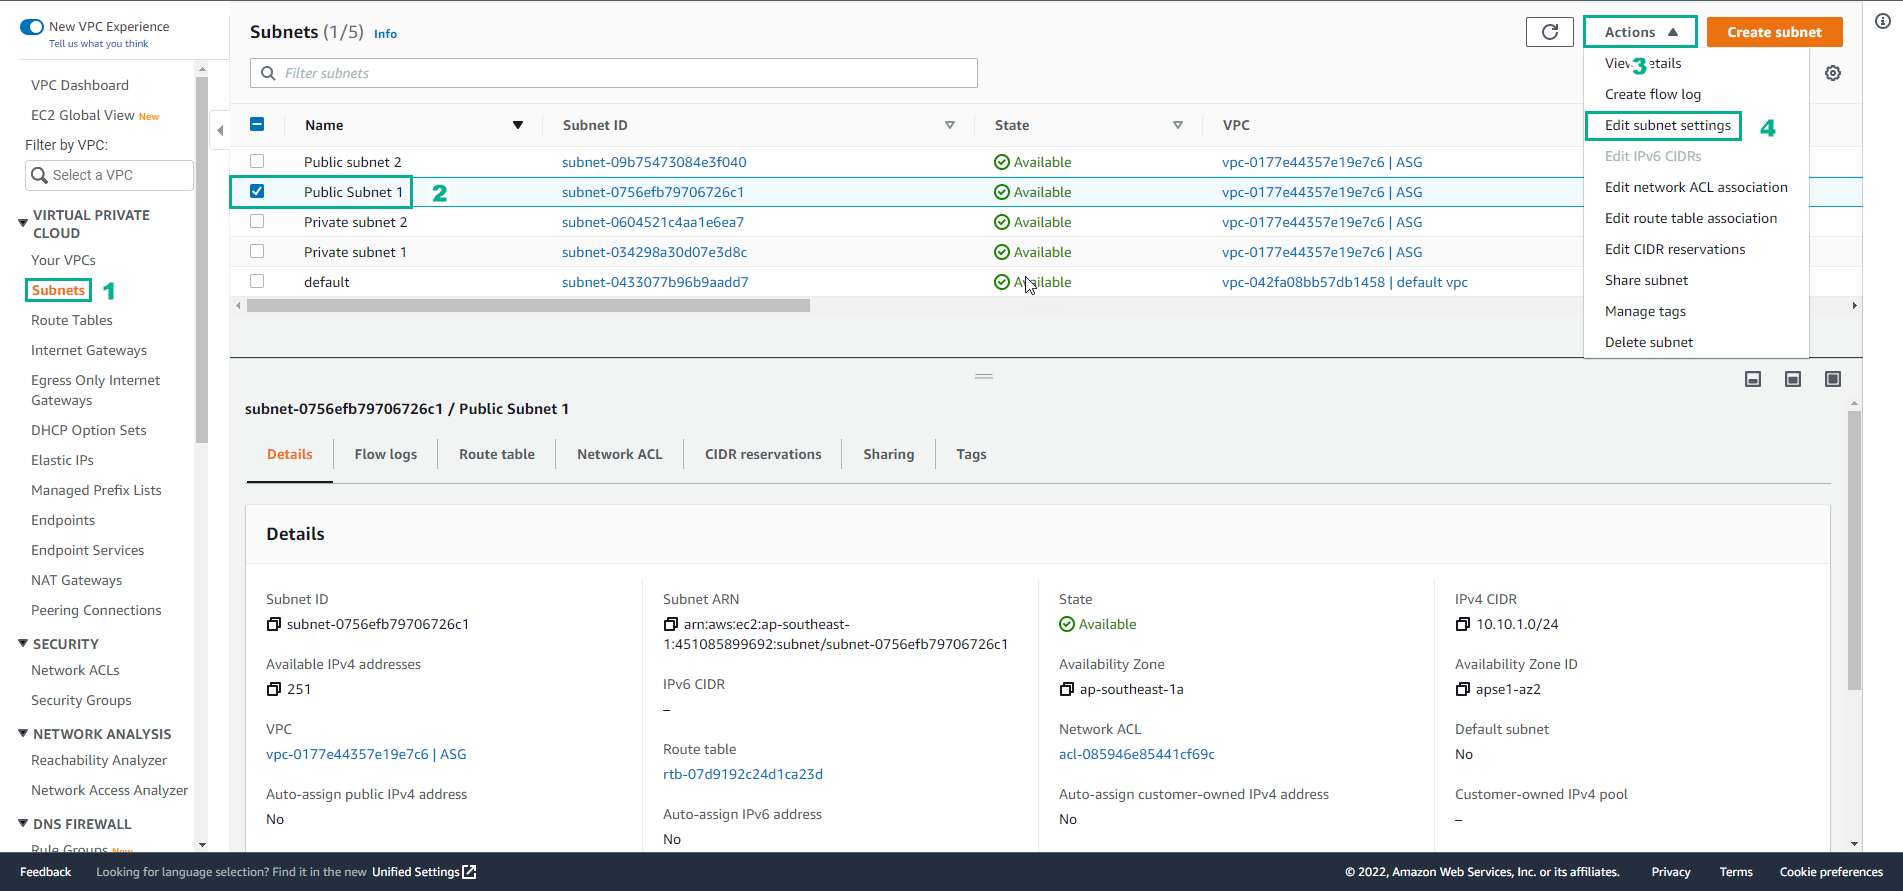 New VPC Experience
Tell us what you think
VPC Dashboard
EC2 Global View New
Filter by VPC:
Select a VPC
VIRTUAL PRIVATE
CLOUD
Your VPCs
Subnets 1
Route Tables
Internet Gateways
Egress Only Internet
Gateways
DHCP Option Sets
Elastic IPs
Managed Prefix Lists
Endpoints
Endpoint Services
NAT Gateways
Peering Connections
SECURITY
Network ACLs
Security Groups
NETWORK ANALYSIS
Reachability Analyzer
Network Access Analyzer
DNS FIREWALL
Rule Groups New
Subnets (1/5) Info
Actions
Create subnet
Filter subnets
Name Subnet ID State VPC
Public subnet 2 subnet-09b75473084e3f040 Available vpc-0177e44357e19e7c6 | ASG
Public Subnet 1 2 subnet-0756efb79706726c1 Available vpc-0177e44357e19e7c6 | ASG
Private subnet 2 subnet-0604521c4aa1e6ea7 Available vpc-0177e44357e19e7c6 | ASG
Private subnet 1 subnet-034298a30d07e3d8c Available vpc-0177e44357e19e7c6 | ASG
default subnet-0433077b96b9aadd7 Available vpc-042fa08bb57db1458 | default vpc
View details
3
Create flow log
Edit subnet settings 4
Edit IPv6 CIDRs
Edit network ACL association
Edit route table association
Edit CIDR reservations
Share subnet
Manage tags
Delete subnet
subnet-0756efb79706726c1 / Public Subnet 1
Details Flow logs Route table Network ACL CIDR reservations Sharing Tags
Details
Subnet ID
subnet-0756efb79706726c1
Available IPv4 addresses
251
VPC
vpc-0177e44357e19e7c6 | ASG
Auto-assign public IPv4 address
No
Subnet ARN
arn:aws:ec2:ap-southeast-
1:451085899692:subnet/subnet-0756efb79706726c1
IPv6 CIDR
–
Route table
rtb-07d9192c24d1ca23d
Auto-assign IPv6 address
No
State
Available
Availability Zone
ap-southeast-1a
Network ACL
acl-085946e85441cf69c
Auto-assign customer-owned IPv4 address
No
IPv4 CIDR
10.10.1.0/24
Availability Zone ID
apse1-az2
Default subnet
No
Customer-owned IPv4 pool
–
Feedback Looking for language selection? Find it in the new Unified Settings © 2022, Amazon Web Services, Inc. or its affiliates. Privacy Terms Cookie preferences